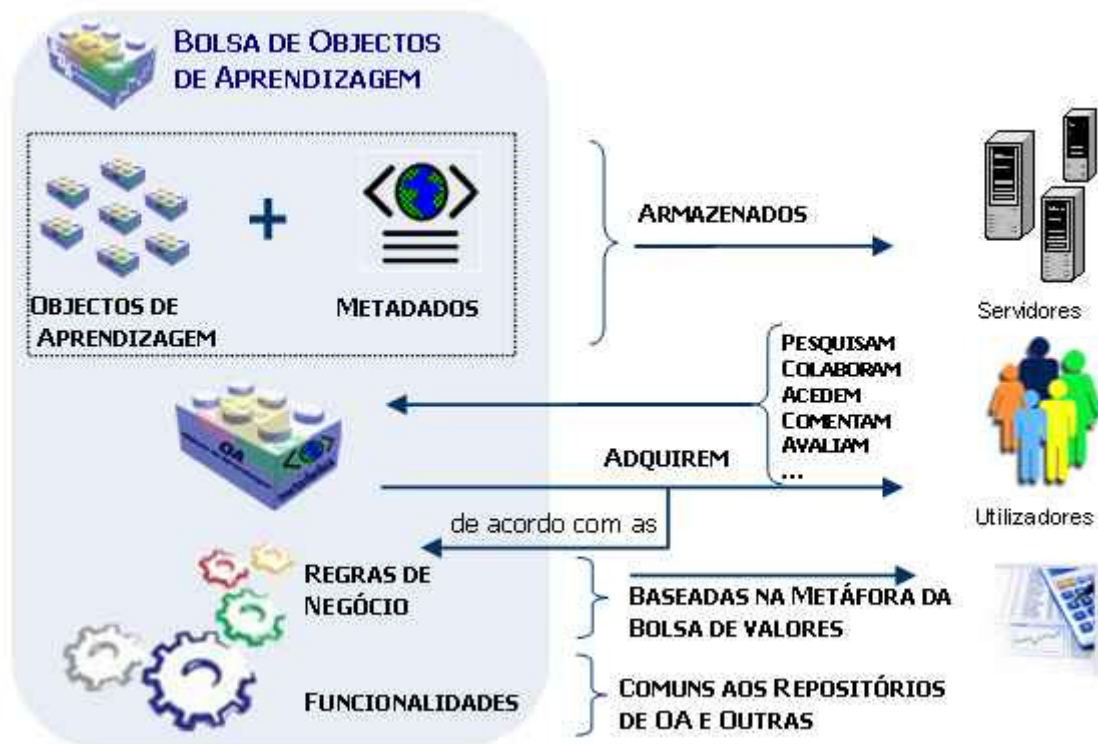 BOLSA DE OBJECTOS
DE APRENDIZAGEM
OBJECTOS DE
APRENDIZAGEM
+
METADADOS
ARMAZENADOS
Servidores
PESQUISAM
COLABORAM
ACEDEM
COMENTAM
AVALIAM
...
OA
ADQUIREM
Utilizadores
de acordo com as
REGRAS DE
NEGÓCIO
BASEADAS NA METÁFORA DA
BOLSA DE VALORES
FUNCIONALIDADES
COMUNS AOS REPOSITÓRIOS
DE OA E OUTRAS